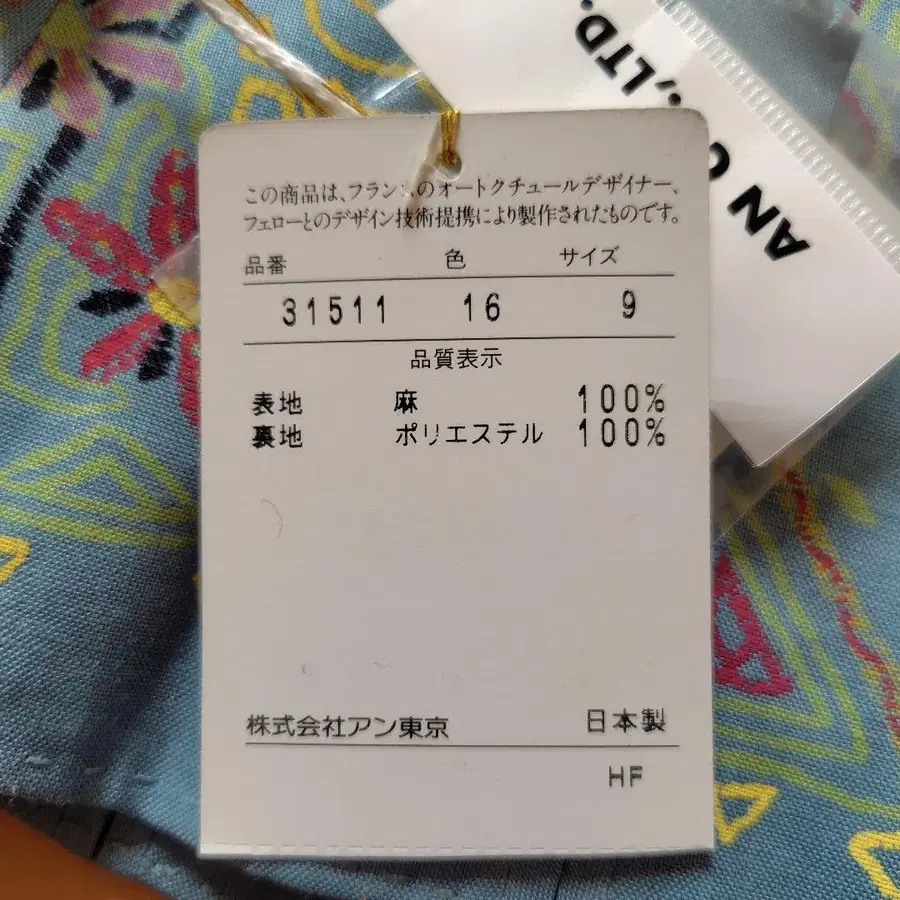 この商品は、フランスのオートクチュールデザイナー、
フェローとのデザイン技術提携により製作されたものです。
品番 色 サイズ
31511 16 9
品質表示
表地 麻 100%
裏地 ポリエステル 100%
株式会社アン東京 日本製
HF
AN
,LTD.